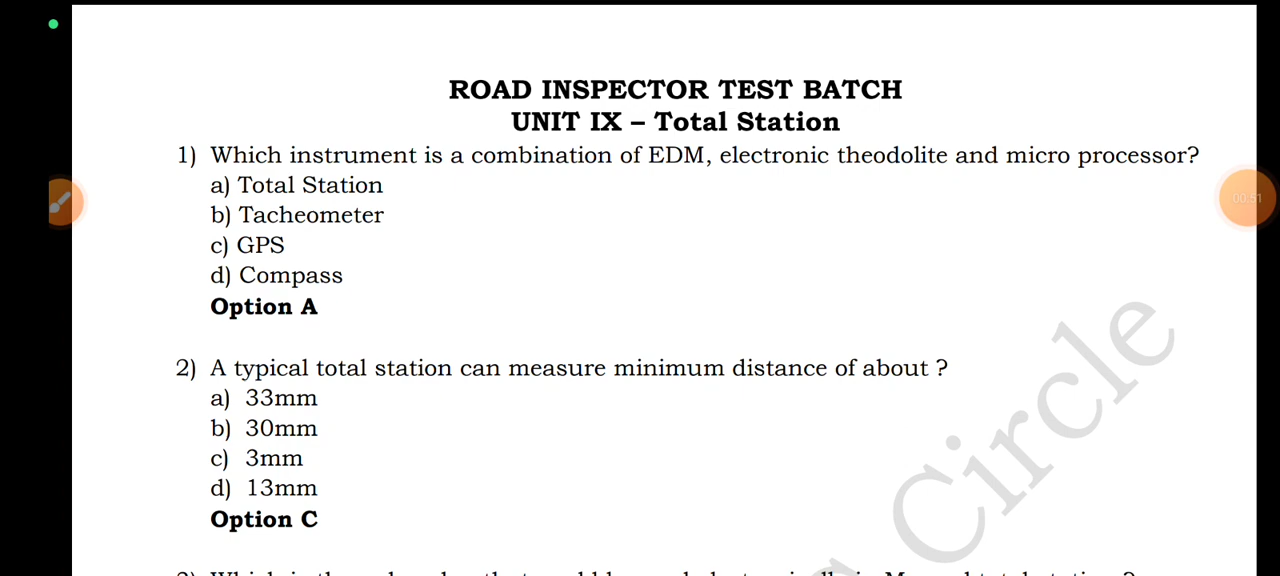 ROAD INSPECTOR TEST BATCH
UNIT IX – Total Station
1) Which instrument is a combination of EDM, electronic theodolite and micro processor?
a) Total Station
b) Tacheometer
c) GPS
d) Compass
Option A
2) A typical total station can measure minimum distance of about ?
a) 33mm
b) 30mm
c) 3mm
d) 13mm
Option C
Circle
00:51